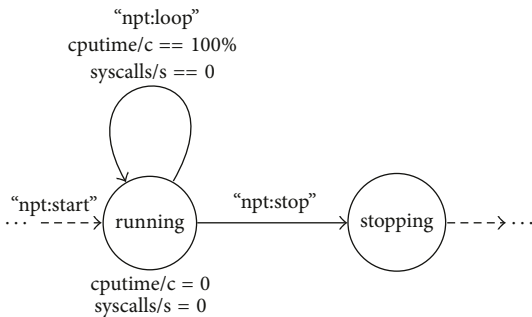 “npt:loop”
cputime/c == 100%
syscalls/s == 0
··· “npt:start” running “npt:stop” stopping ···
cputime/c = 0
syscalls/s = 0